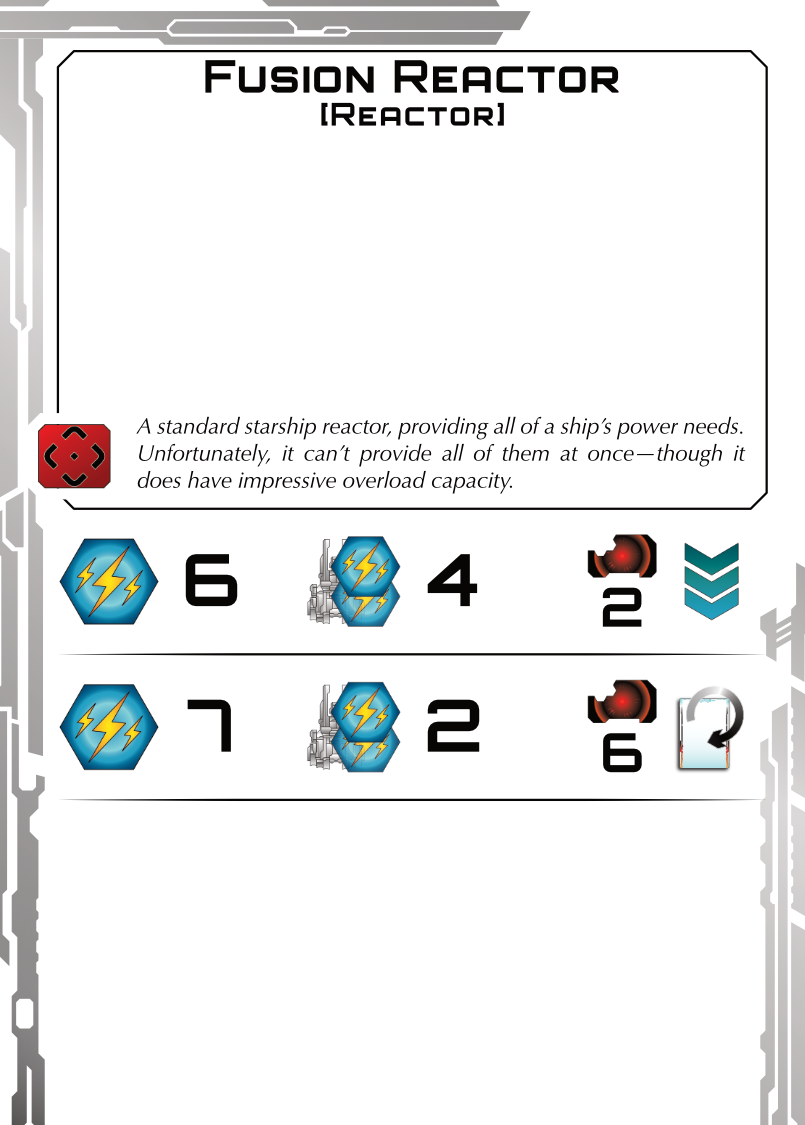 Fusion Reactor
[Reactor]
A standard starship reactor, providing all of a ship's power needs.
Unfortunately, it can't provide all of them at once—though it
does have impressive overload capacity.
6 4 2
7 2 6